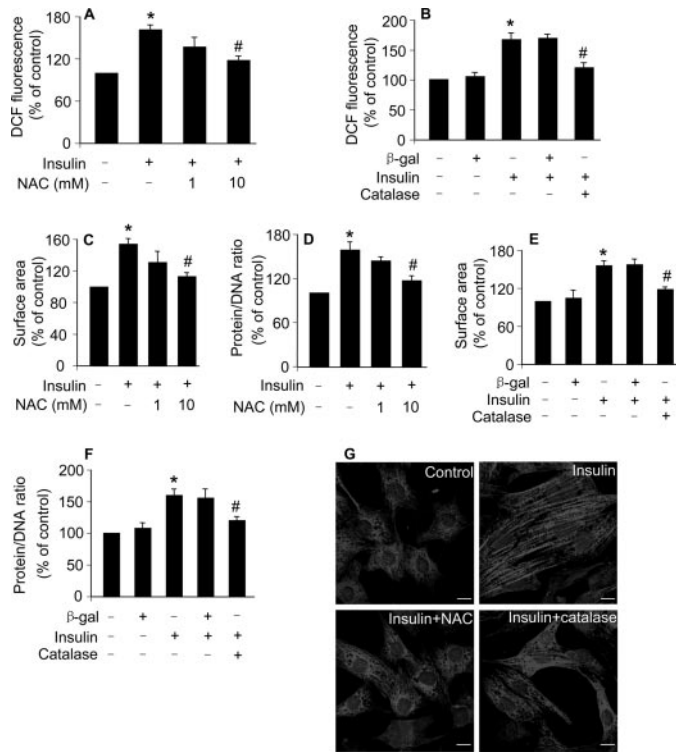 A
DCF fluorescence
(% of control)
180
120
60
0
*
#
Insulin – + + +
NAC (mM) – – 1 10
B
DCF fluorescence
(% of control)
200
150
100
50
0
*
#
β-gal – + – + –
Insulin – – + + +
Catalase – – – – +
C
Surface area
(% of control)
160
120
80
40
0
*
#
Insulin – + + +
NAC (mM) – – 1 10
D
Protein/DNA ratio
(% of control)
180
120
60
0
*
#
Insulin – + + +
NAC (mM) – – 1 10
E
Surface area
(% of control)
180
120
60
0
*
#
β-gal – + – + –
Insulin – – + + +
Catalase – – – – +
F
Protein/DNA ratio
(% of control)
200
150
100
50
0
*
#
β-gal – + – + –
Insulin – – + + +
Catalase – – – – +
G
Control
Insulin
Insulin+NAC
Insulin+catalase